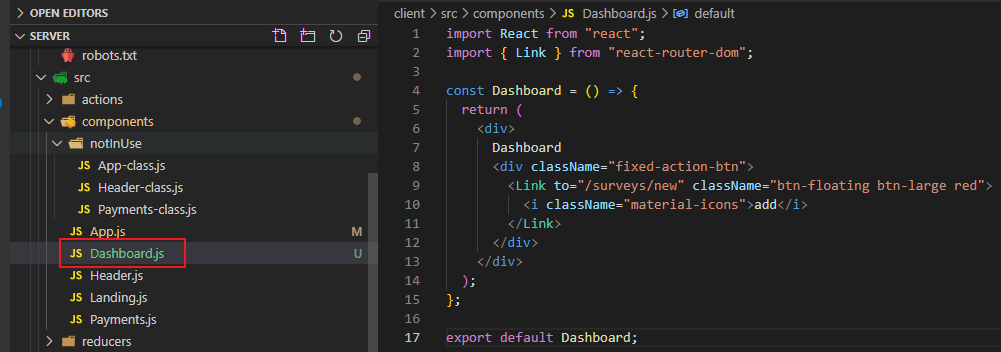 OPEN EDITORS
SERVER
robots.txt
src
actions
components
notInUse
JS App-class.js
JS Header-class.js
JS Payments-class.js
JS App.js M
JS Dashboard.js U
JS Header.js
JS Landing.js
JS Payments.js
reducers
client > src > components > JS Dashboard.js > default
1 import React from "react";
2 import { Link } from "react-router-dom";
3
4 const Dashboard = () => {
5   return (
6     <div>
7       Dashboard
8       <div className="fixed-action-btn">
9         <Link to="/surveys/new" className="btn-floating btn-large red">
10           <i className="material-icons">add</i>
11         </Link>
12       </div>
13     </div>
14   );
15 };
16
17 export default Dashboard;